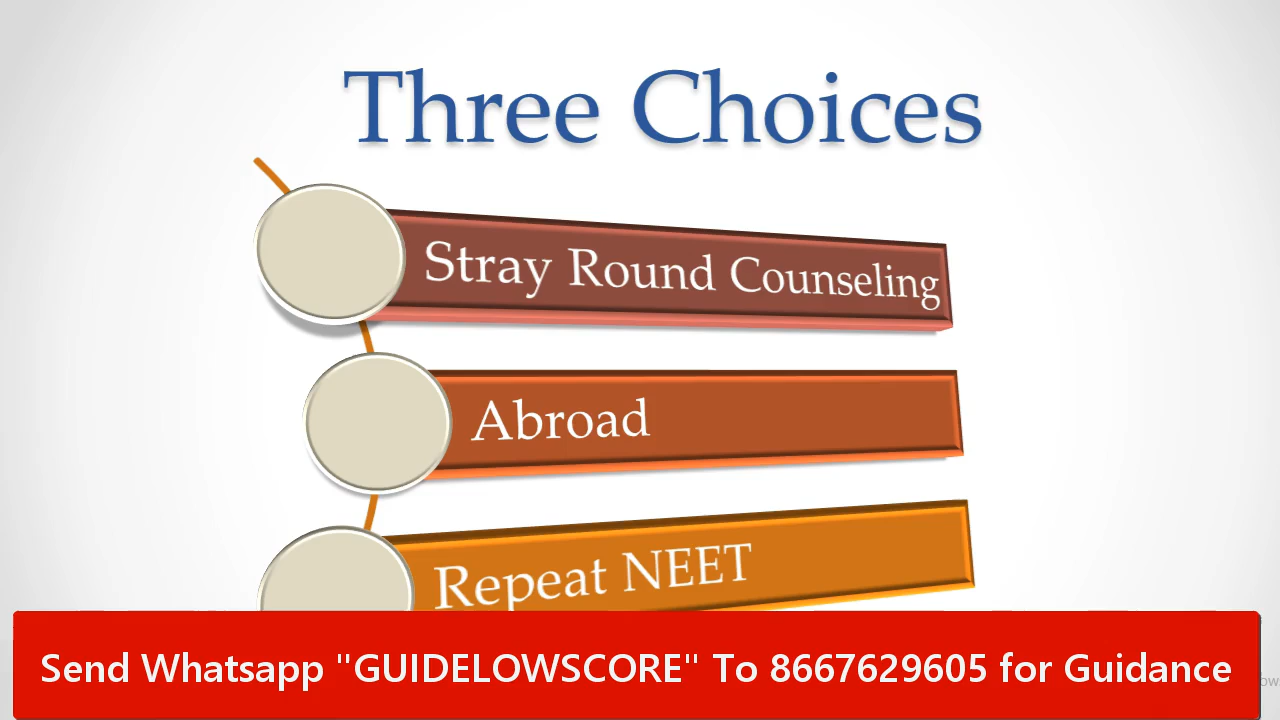 Three Choices
Stray Round Counseling
Abroad
Repeat NEET
Send Whatsapp "GUIDELOWSCORE" To 8667629605 for Guidance